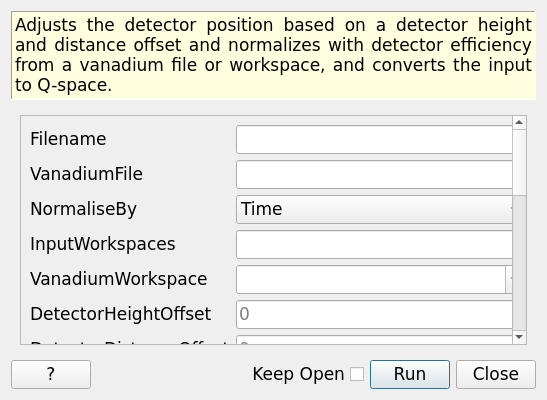 Adjusts the detector position based on a detector height
and distance offset and normalizes with detector efficiency
from a vanadium file or workspace, and converts the input
to Q-space.
Filename
VanadiumFile
NormaliseBy Time
InputWorkspaces
VanadiumWorkspace
DetectorHeightOffset 0
? Keep Open Run Close